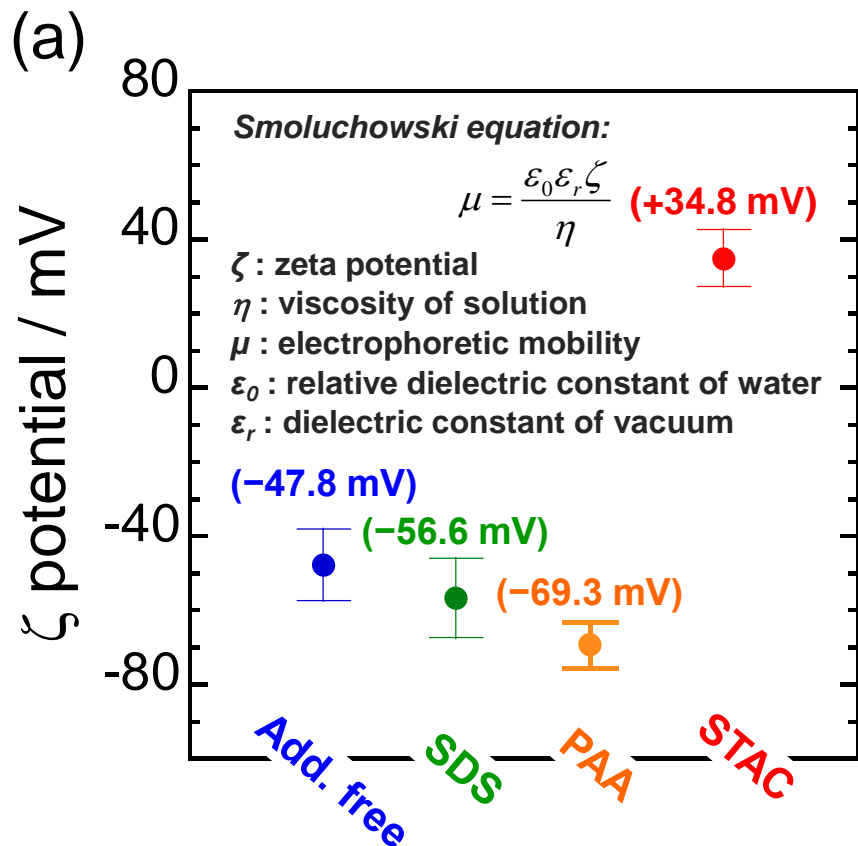 (a)
80
40
0
-40
-80
ζ potential / mV
Smoluchowski equation:
μ = ε₀εᵣζ / η
(+34.8 mV)
ζ : zeta potential
η : viscosity of solution
μ : electrophoretic mobility
ε₀ : relative dielectric constant of water
εᵣ : dielectric constant of vacuum
(−47.8 mV)
(−56.6 mV)
(−69.3 mV)
Add. free
SDS
PAA
STAC